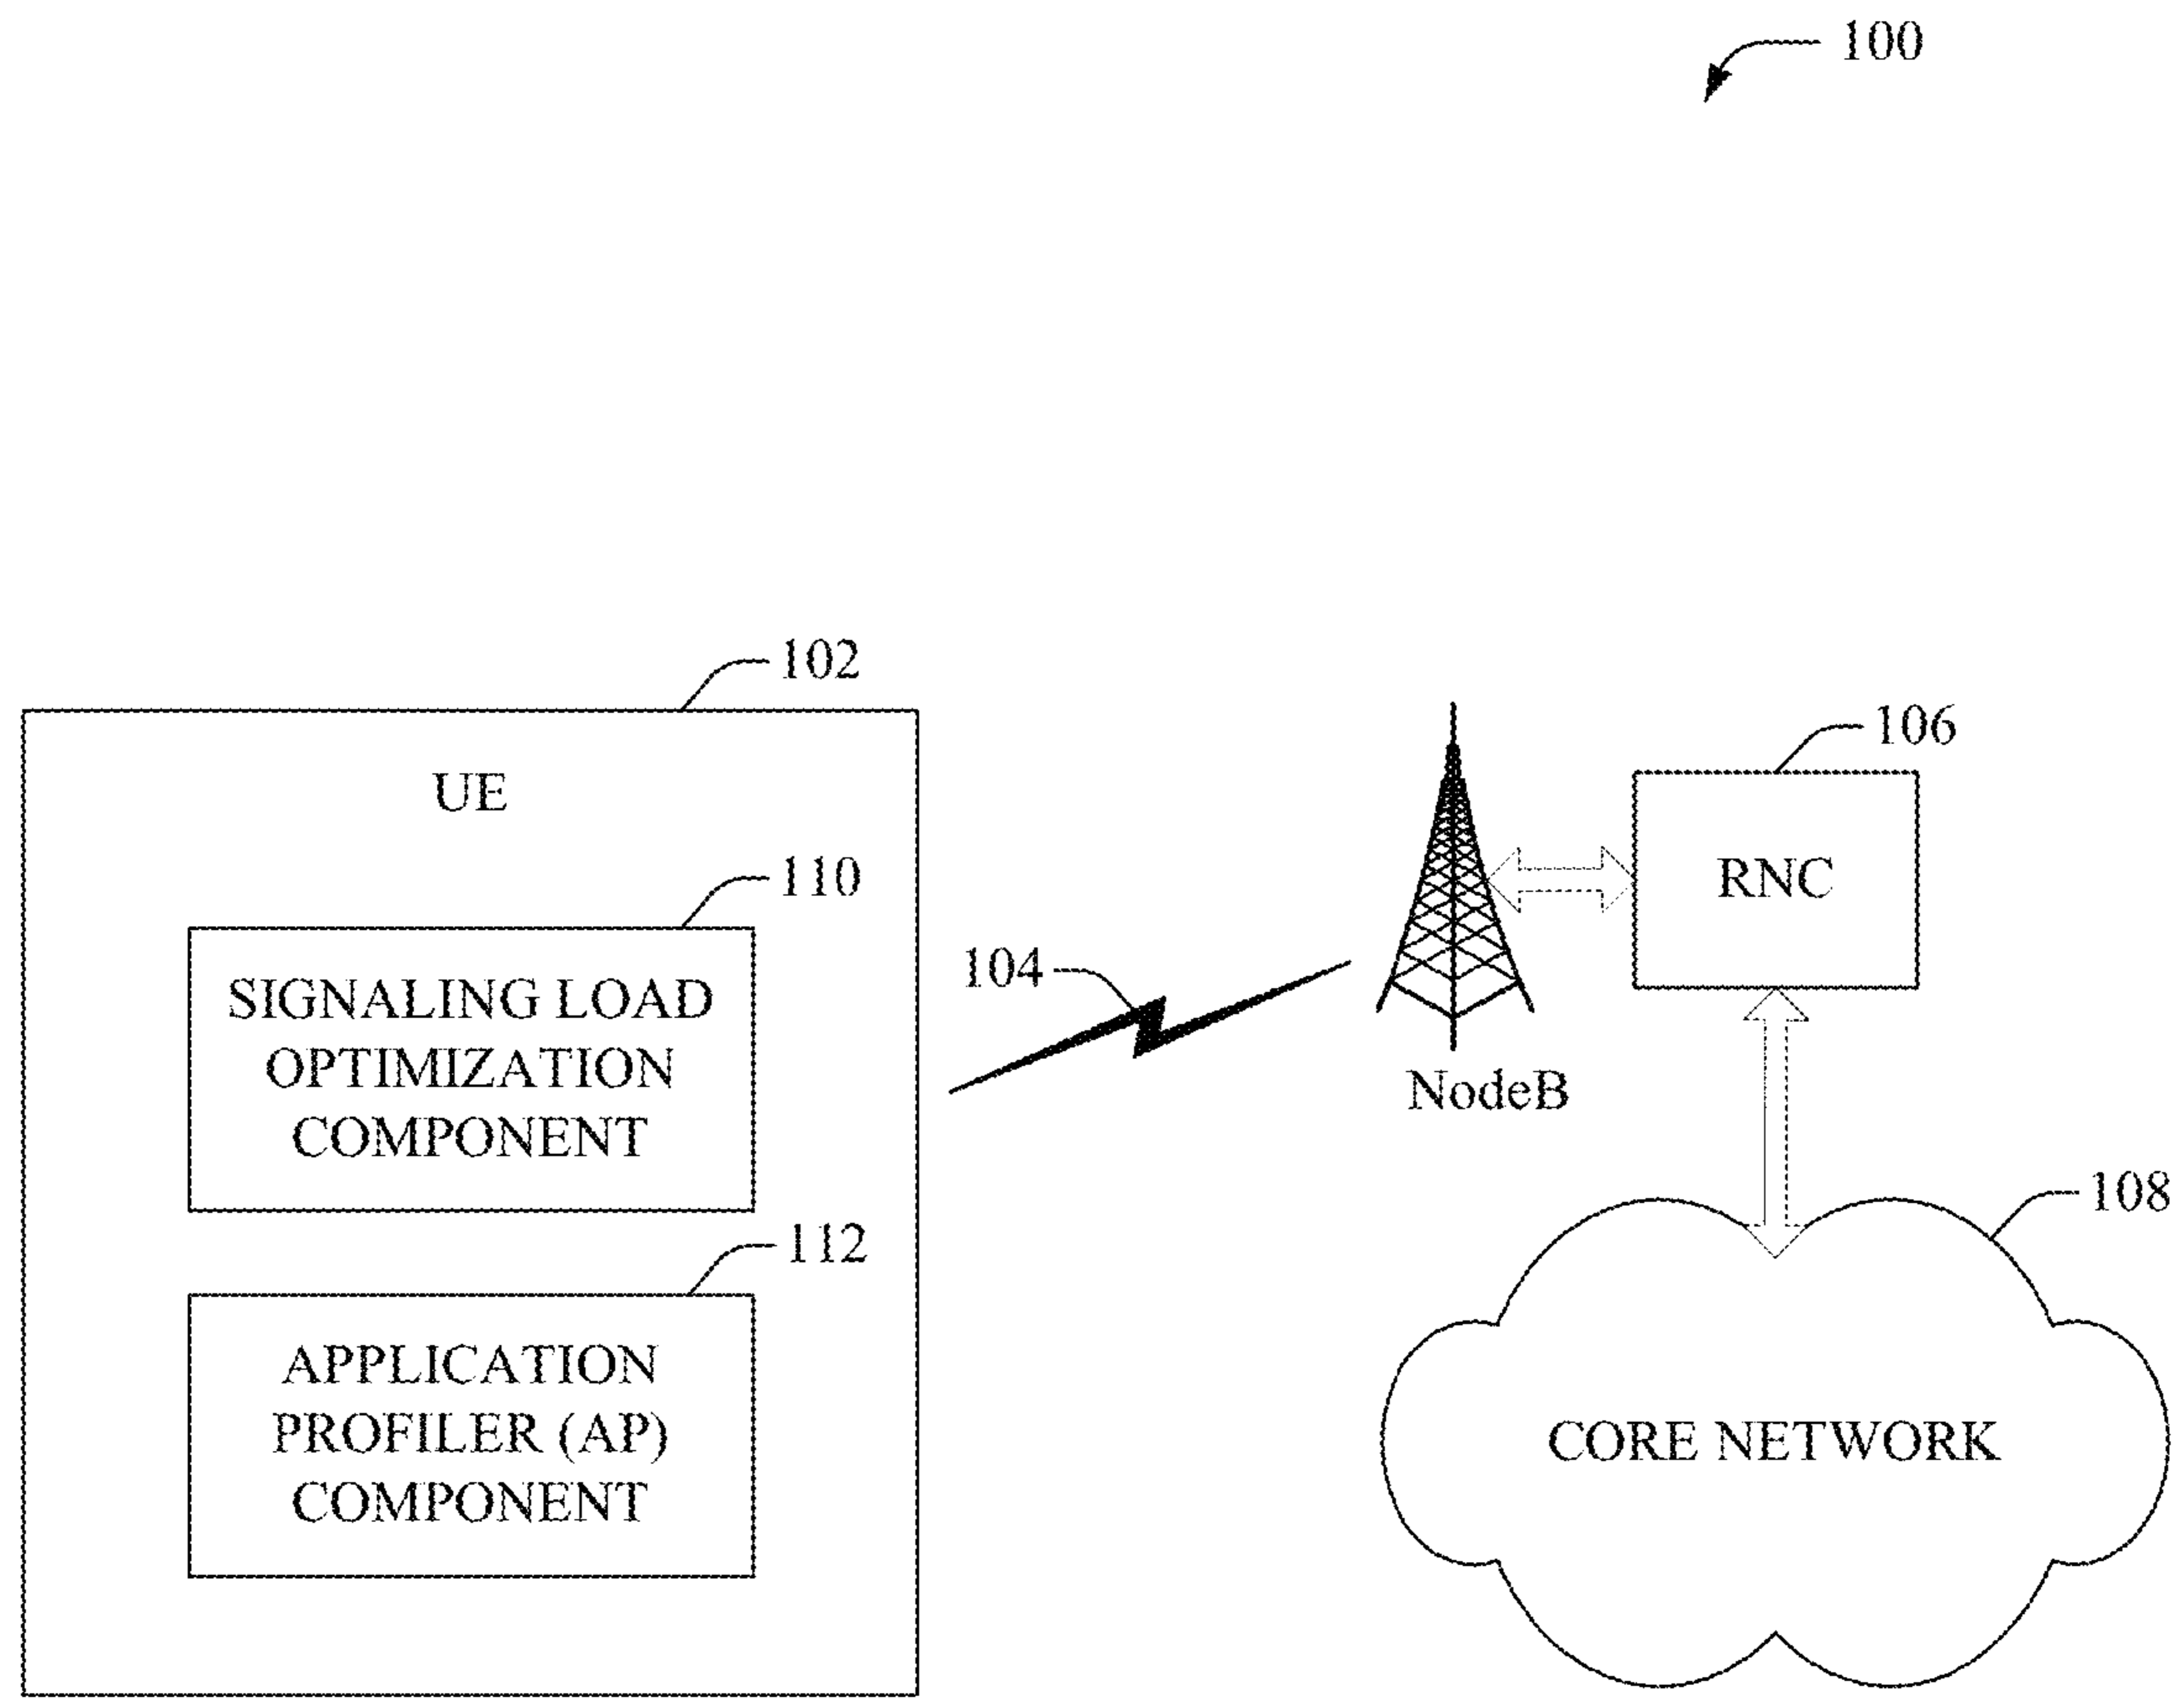 100
102
UE
110
SIGNALING LOAD
OPTIMIZATION
COMPONENT
112
APPLICATION
PROFILER (AP)
COMPONENT
104
NodeB
106
RNC
108
CORE NETWORK